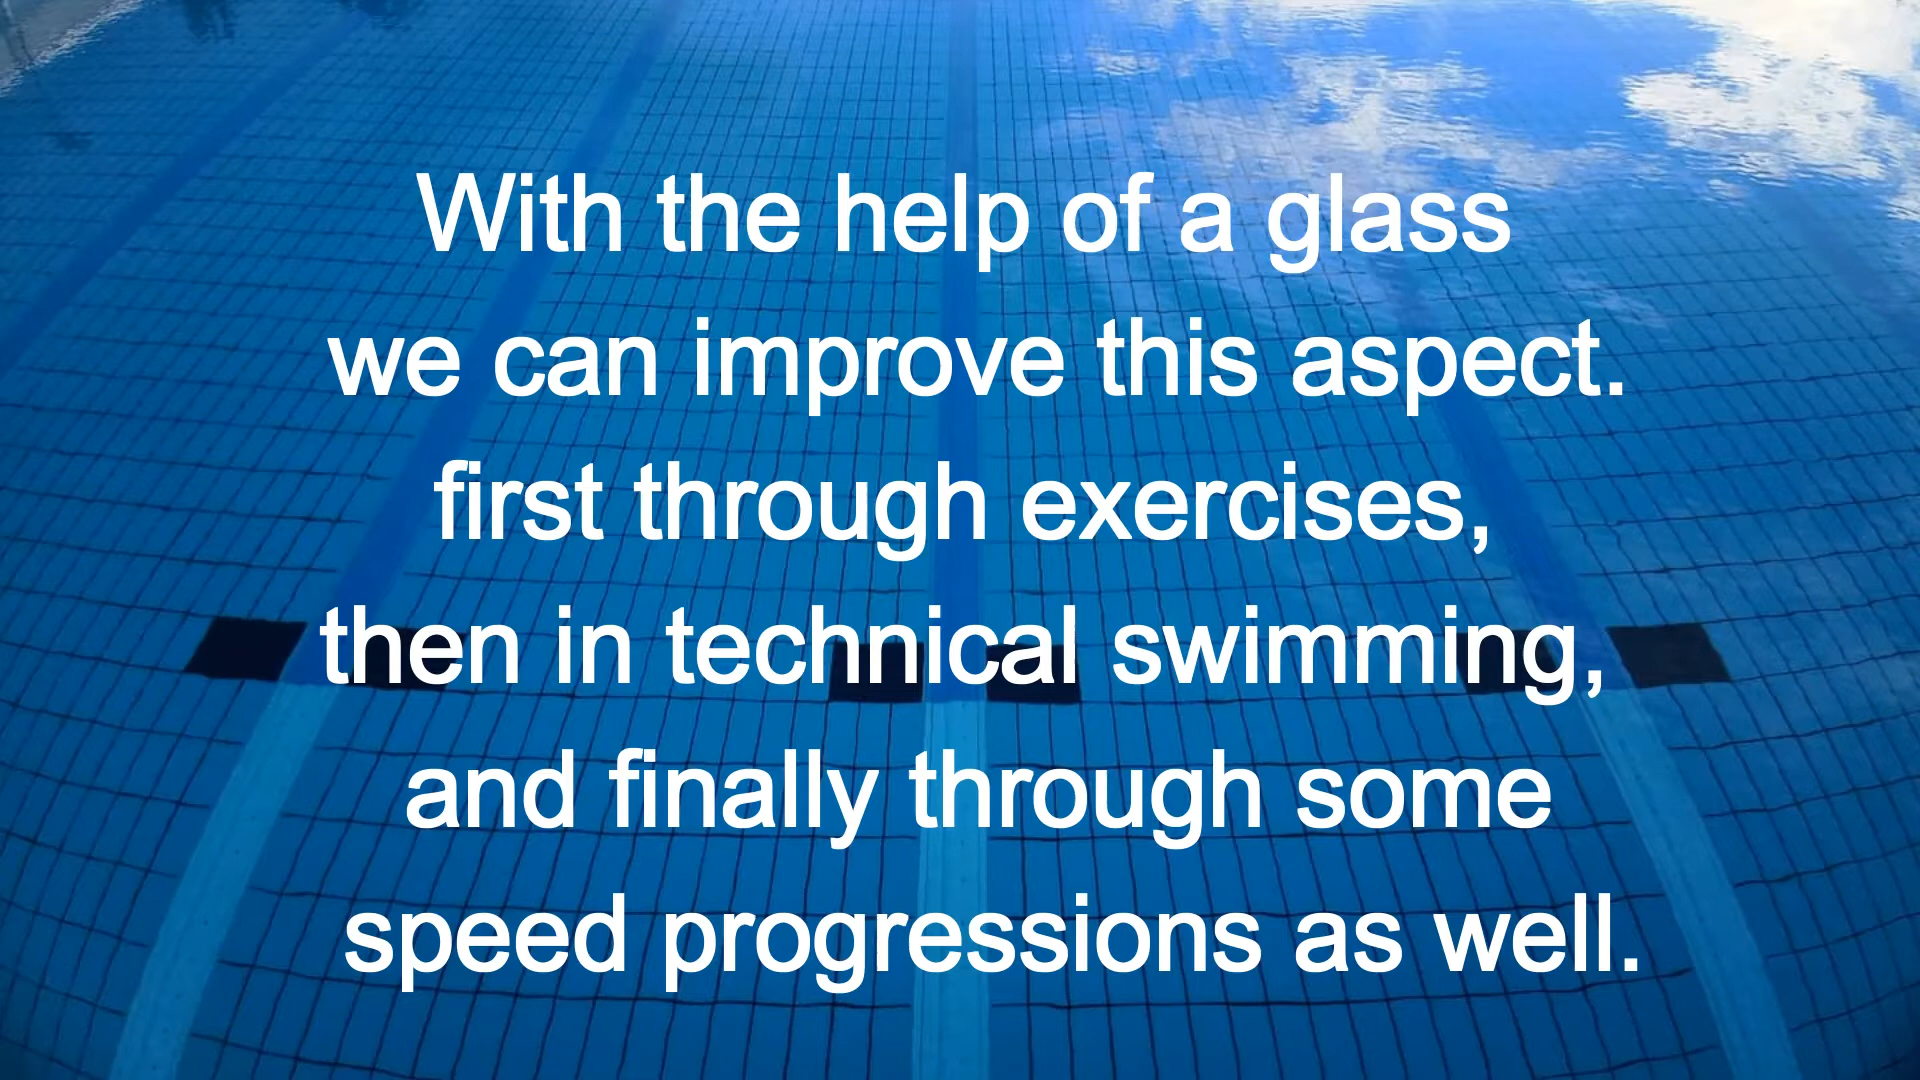 With the help of a glass
we can improve this aspect.
first through exercises,
then in technical swimming,
and finally through some
speed progressions as well.